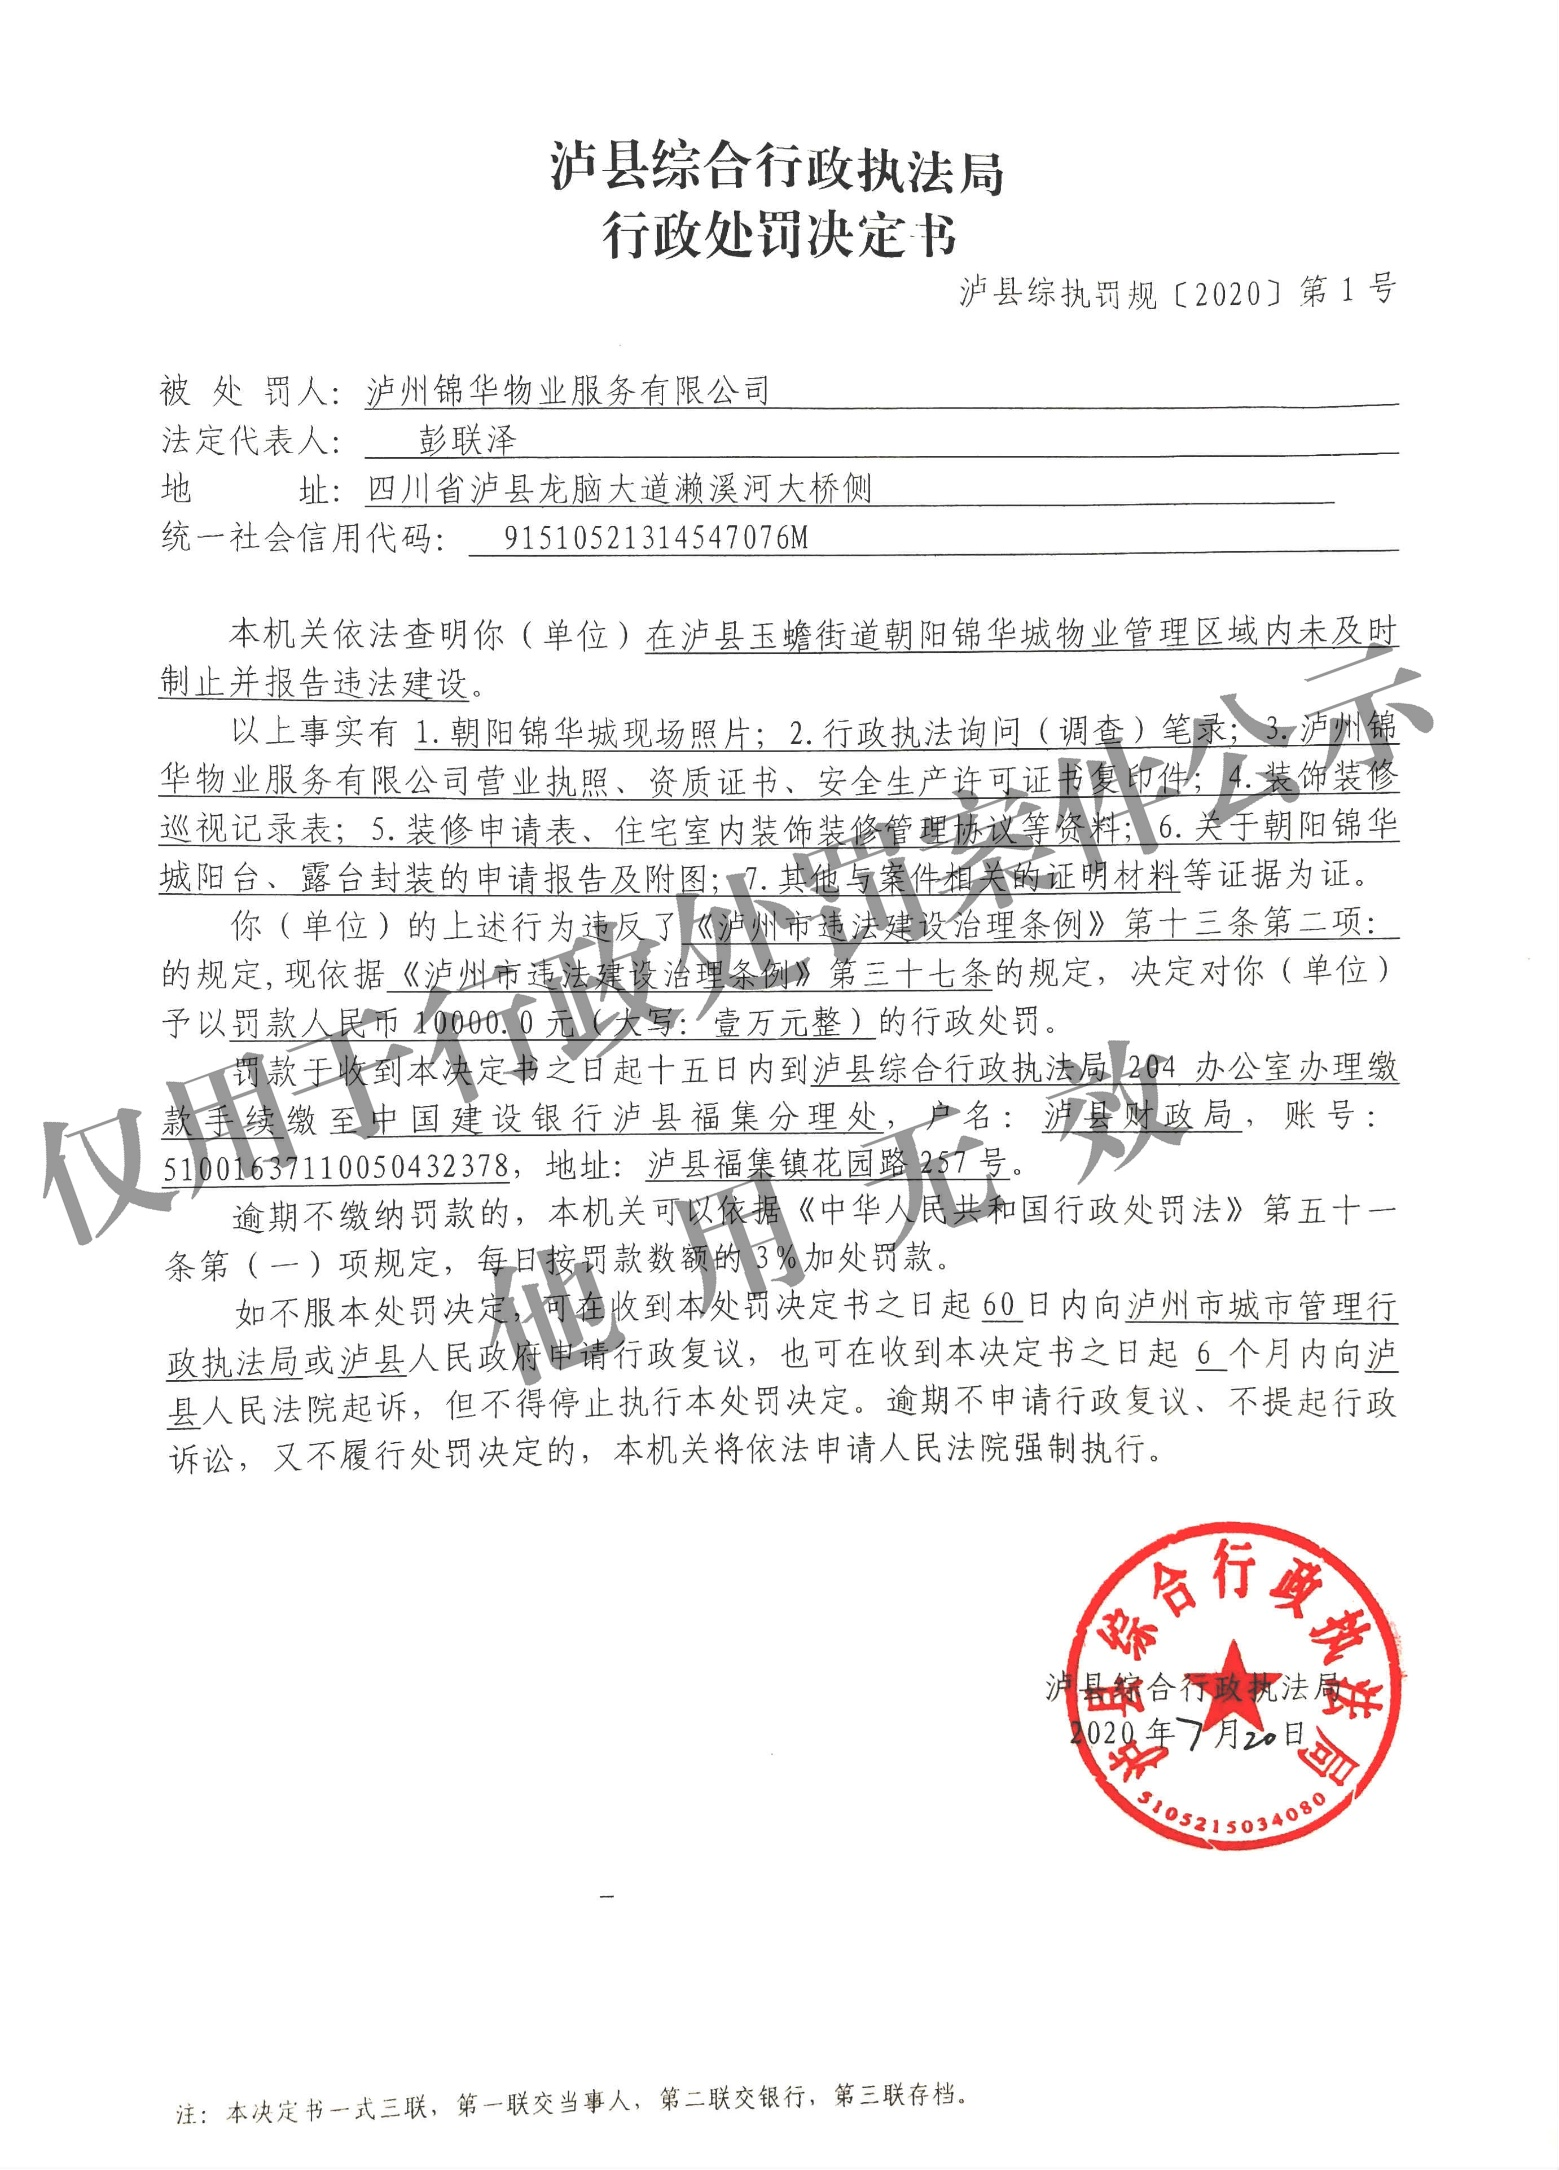 泸县综合行政执法局
行政处罚决定书
泸县综执罚规〔2020〕第1号
被处罚人：泸州锦华物业服务有限公司
法定代表人：彭联泽
地址：四川省泸县龙脑大道濑溪河大桥侧
统一社会信用代码：91510521314547076M
本机关依法查明你（单位）在泸县玉蟾街道朝阳锦华城物业管理区域内未及时
制止并报告违法建设。
以上事实有 1.朝阳锦华城现场照片；2.行政执法询问（调查）笔录；3.泸州锦
华物业服务有限公司营业执照、资质证书、安全生产许可证书复印件；4.装饰装修
巡视记录表；5.装修申请表、住宅室内装饰装修管理协议等资料；6.关于朝阳锦华
城阳台、露台封装的申请报告及附图；7.其他与案件相关的证明材料等证据为证。
你（单位）的上述行为违反了《泸州市违法建设治理条例》第十三条第二项：
的规定,现依据《泸州市违法建设治理条例》第三十七条的规定，决定对你（单位）
予以罚款人民币10000.0元（大写：壹万元整）的行政处罚。
罚款于收到本决定书之日起十五日内到泸县综合行政执法局204办公室办理缴
款手续缴至中国建设银行泸县福集分理处，户名：泸县财政局，账号：
51001637110050432378，地址：泸县福集镇花园路257号。
逾期不缴纳罚款的，本机关可以依据《中华人民共和国行政处罚法》第五十一
条第（一）项规定，每日按罚款数额的3%加处罚款。
如不服本处罚决定，可在收到本处罚决定书之日起60日内向泸州市城市管理行
政执法局或泸县人民政府申请行政复议，也可在收到本决定书之日起6个月内向泸
县人民法院起诉，但不得停止执行本处罚决定。逾期不申请行政复议、不提起行政
诉讼，又不履行处罚决定的，本机关将依法申请人民法院强制执行。
仅用于行政处罚案件公示
他用无效
泸县综合行政执法局
泸县综合行政执法局
2020年7月20日
5105215034080
注：本决定书一式三联，第一联交当事人，第二联交银行，第三联存档。